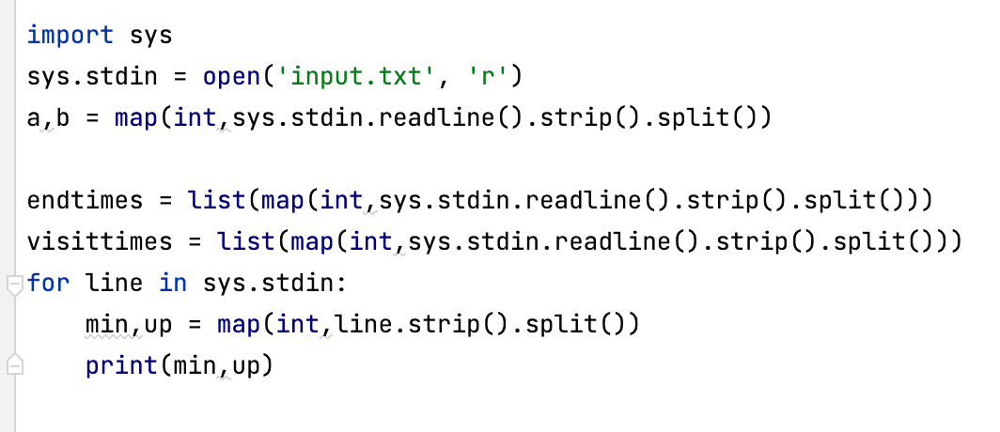 import sys
sys.stdin = open('input.txt', 'r')
a,b = map(int,sys.stdin.readline().strip().split())
endtimes = list(map(int,sys.stdin.readline().strip().split()))
visittimes = list(map(int,sys.stdin.readline().strip().split()))
for line in sys.stdin:
    min,up = map(int,line.strip().split())
    print(min,up)